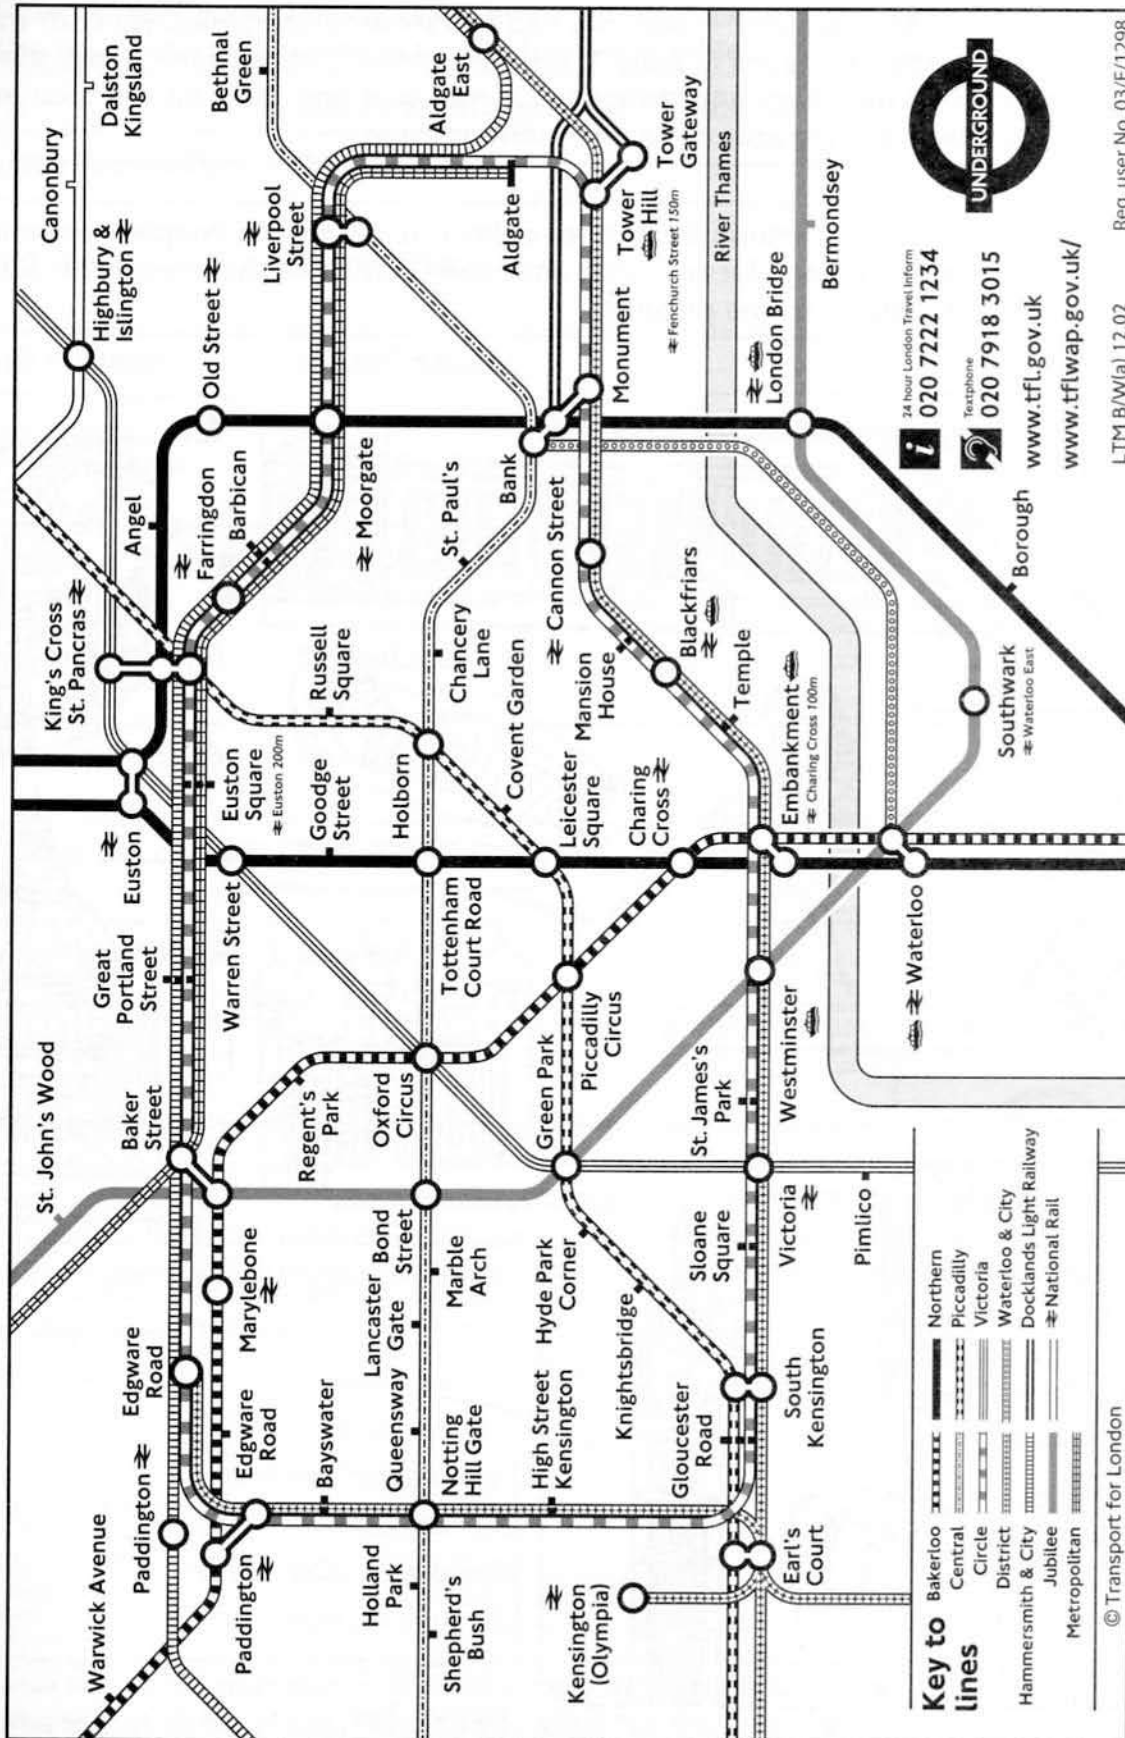 Warwick Avenue
Paddington
Edgware
Road
St. John's Wood
Baker
Street
Great
Portland
Street
Euston
King's Cross
St. Pancras
Angel
Highbury &
Islington
Canonbury
Dalston
Kingsland
Paddington
Edgware
Road
Marylebone
Warren Street
Euston
Square
Euston 200m
Farringdon
Barbican
Old Street
Liverpool
Street
Bethnal
Green
Bayswater
Regent's
Park
Goodge
Street
Russell
Square
Moorgate
Holland
Park
Queensway
Lancaster
Gate
Bond
Street
Oxford
Circus
Holborn
Aldgate
East
Shepherd's
Bush
Notting
Hill Gate
Marble
Arch
Tottenham
Court Road
Chancery
Lane
St. Paul's
Bank
Aldgate
High Street
Kensington
Hyde Park
Corner
Green Park
Covent Garden
Cannon Street
Kensington
(Olympia)
Knightsbridge
Piccadilly
Circus
Leicester
Square
Mansion
House
Monument
Tower
Hill
Tower
Gateway
Fenchurch Street 150m
Gloucester
Road
Sloane
Square
St. James's
Park
Charing
Cross
Blackfriars
Temple
River Thames
Earl's
Court
South
Kensington
Victoria
Westminster
Embankment
Charing Cross 100m
London Bridge
Bermondsey
Pimlico
Waterloo
Southwark
Waterloo East
Borough
Key to
lines
Bakerloo
Central
Circle
District
Hammersmith & City
Jubilee
Metropolitan
Northern
Piccadilly
Victoria
Waterloo & City
Docklands Light Railway
National Rail
24 hour London Travel Inform
020 7222 1234
Textphone
020 7918 3015
www.tfl.gov.uk
www.tflwap.gov.uk/
UNDERGROUND
© Transport for London
LTM B/W(a) 12.02
Reg. user No. 03/E/1298